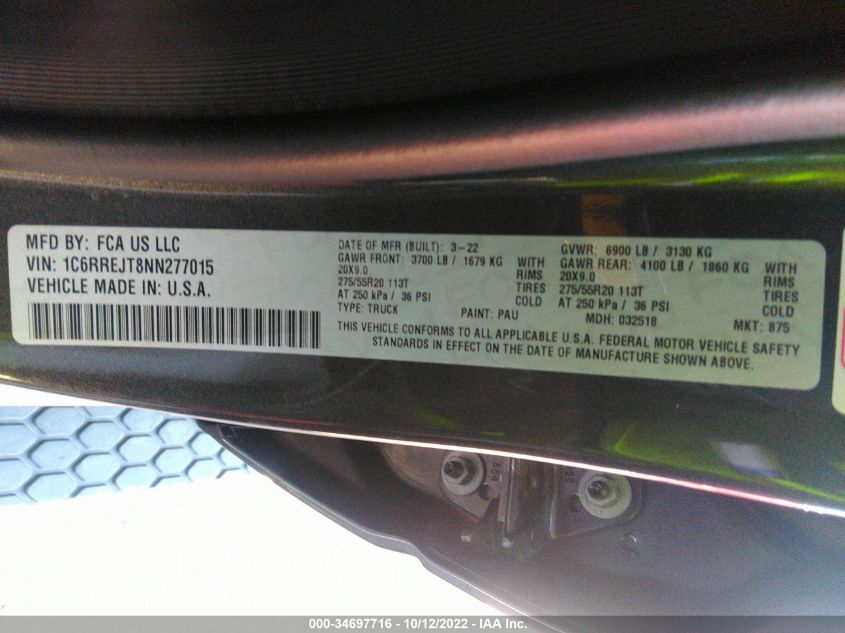 MFD BY: FCA US LLC
VIN: 1C6RREJT8NN277015
VEHICLE MADE IN: U.S.A.
DATE OF MFR (BUILT): 3-22 GVWR: 6900 LB / 3130 KG
GAWR FRONT: 3700 LB / 1679 KG WITH GAWR REAR: 4100 LB / 1860 KG WITH
20X9.0 RIMS 20X9.0 RIMS
275/55R20 113T TIRES 275/55R20 113T TIRES
AT 250 kPa / 36 PSI COLD AT 250 kPa / 36 PSI COLD
TYPE: TRUCK PAINT: PAU MDH: 032518 MKT: 875
THIS VEHICLE CONFORMS TO ALL APPLICABLE U.S.A. FEDERAL MOTOR VEHICLE SAFETY
STANDARDS IN EFFECT ON THE DATE OF MANUFACTURE SHOWN ABOVE.
000-34697716 - 10/12/2022 - IAA Inc.